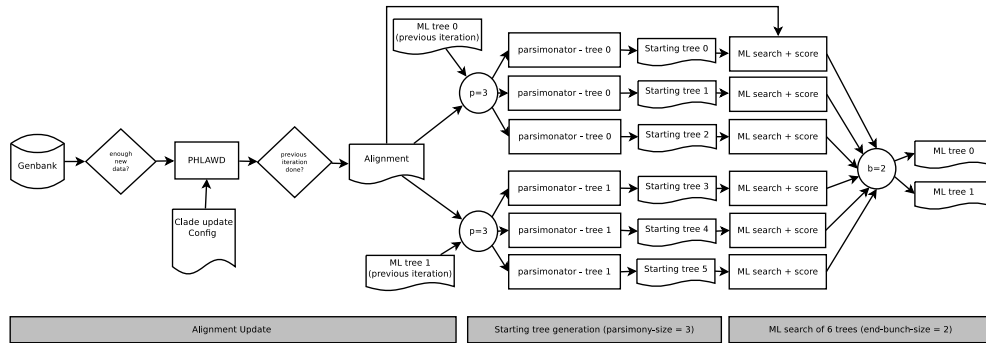 ML tree 0
(previous iteration)
parsimonator - tree 0
Starting tree 0
ML search + score
p=3
parsimonator - tree 0
Starting tree 1
ML search + score
parsimonator - tree 0
Starting tree 2
ML search + score
Genbank
enough
new
data?
PHLAWD
previous
iteration
done?
Alignment
b=2
ML tree 0
ML tree 1
Clade update
Config
parsimonator - tree 1
Starting tree 3
ML search + score
p=3
parsimonator - tree 1
Starting tree 4
ML search + score
ML tree 1
(previous iteration)
parsimonator - tree 1
Starting tree 5
ML search + score
Alignment Update
Starting tree generation (parsimony-size = 3)
ML search of 6 trees (end-bunch-size = 2)